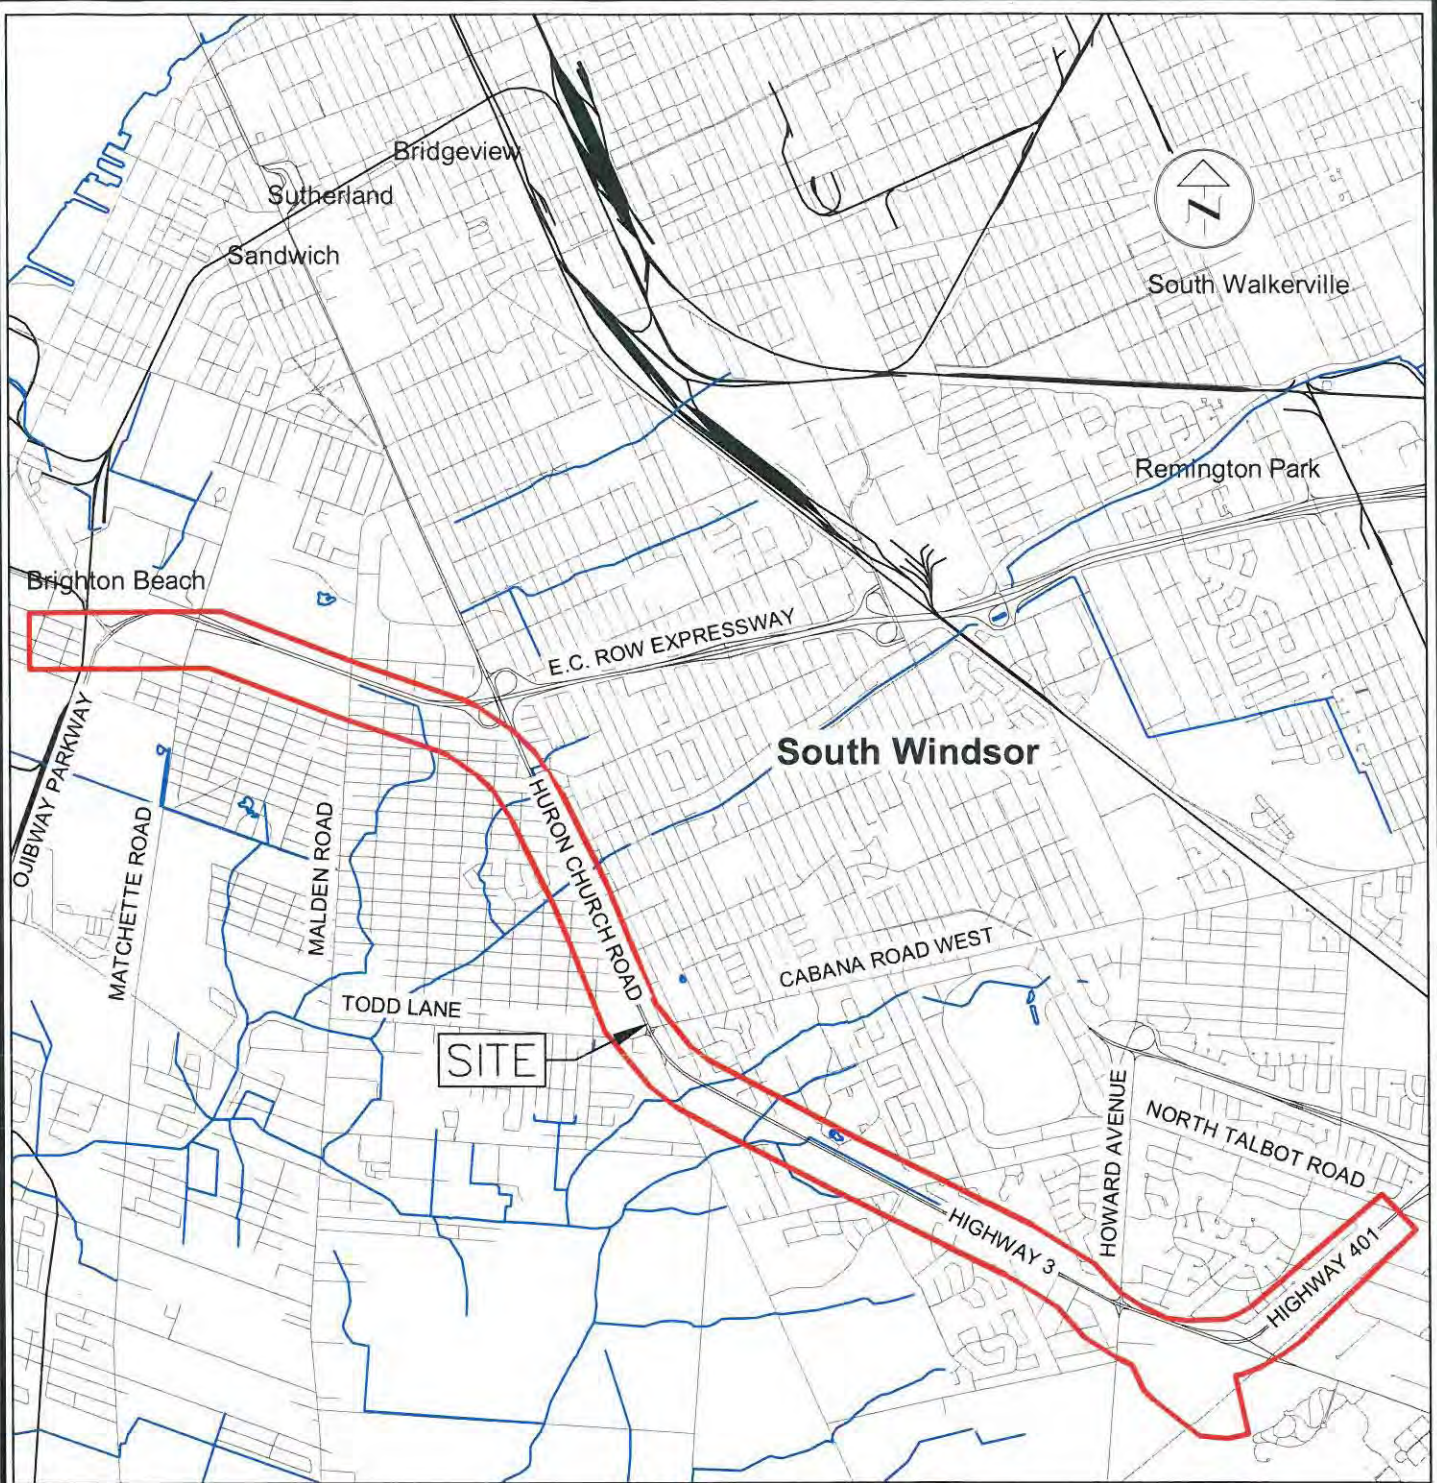 Bridgeview
Sutherland
Sandwich
N
South Walkerville
Remington Park
Brighton Beach
E.C. ROW EXPRESSWAY
South Windsor
OJIBWAY PARKWAY
MATCHETTE ROAD
MALDEN ROAD
HURON CHURCH ROAD
CABANA ROAD WEST
TODD LANE
SITE
HOWARD AVENUE
NORTH TALBOT ROAD
HIGHWAY 3
HIGHWAY 401